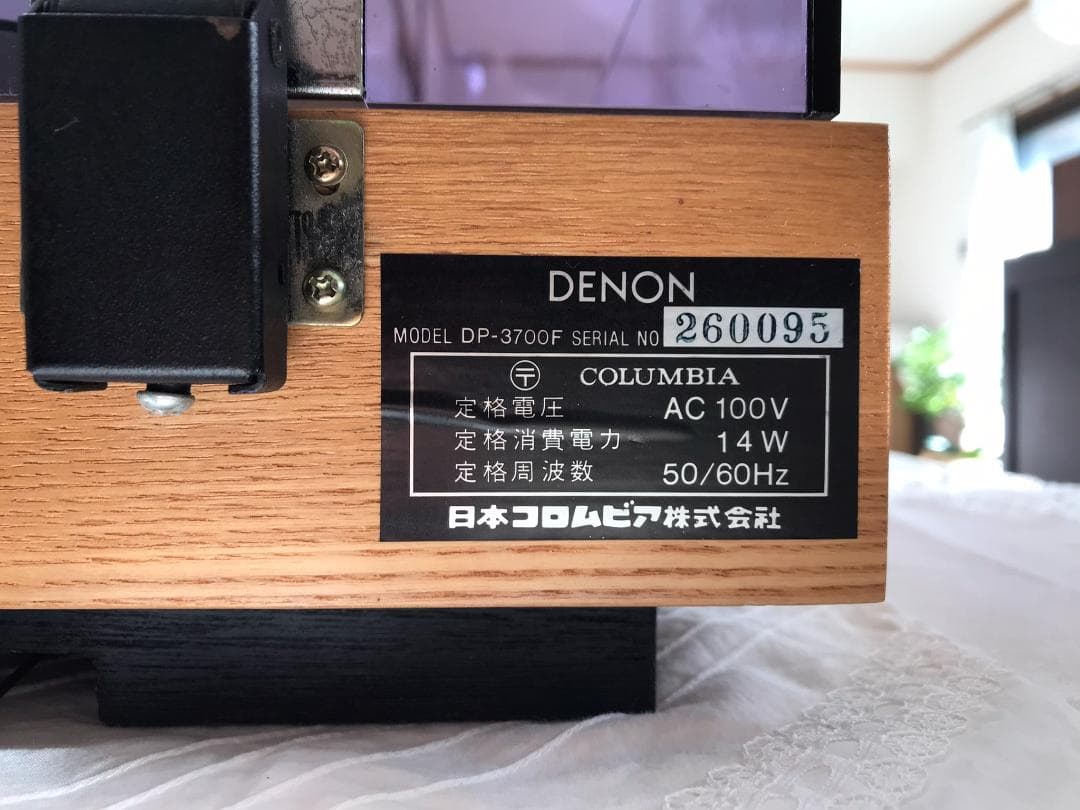 DENON
MODEL DP-3700F SERIAL NO 260095
〒 COLUMBIA
定格電圧 AC 100V
定格消費電力 14W
定格周波数 50/60Hz
日本コロムビア株式会社